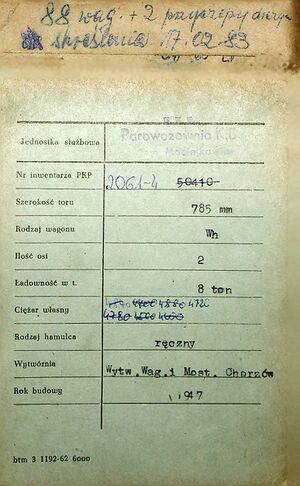 88 wag. + 2 przyczepy
skreślenia 17.02.83
P.K.P.
Parowozownia K.D.
Jednostka służbowa
Nr inwentarza PKP 2061-4 50410
Szerokość toru 785 mm
Rodzaj wagonu Wh
Ilość osi 2
Ładowność w t. 8 ton
Ciężar własny 4880 4720
Rodzaj hamulca ręczny
Wytwórnia Wytw. Wag. i Most. Chorzów
Rok budowy 1947
btm 3 1192-62 6000